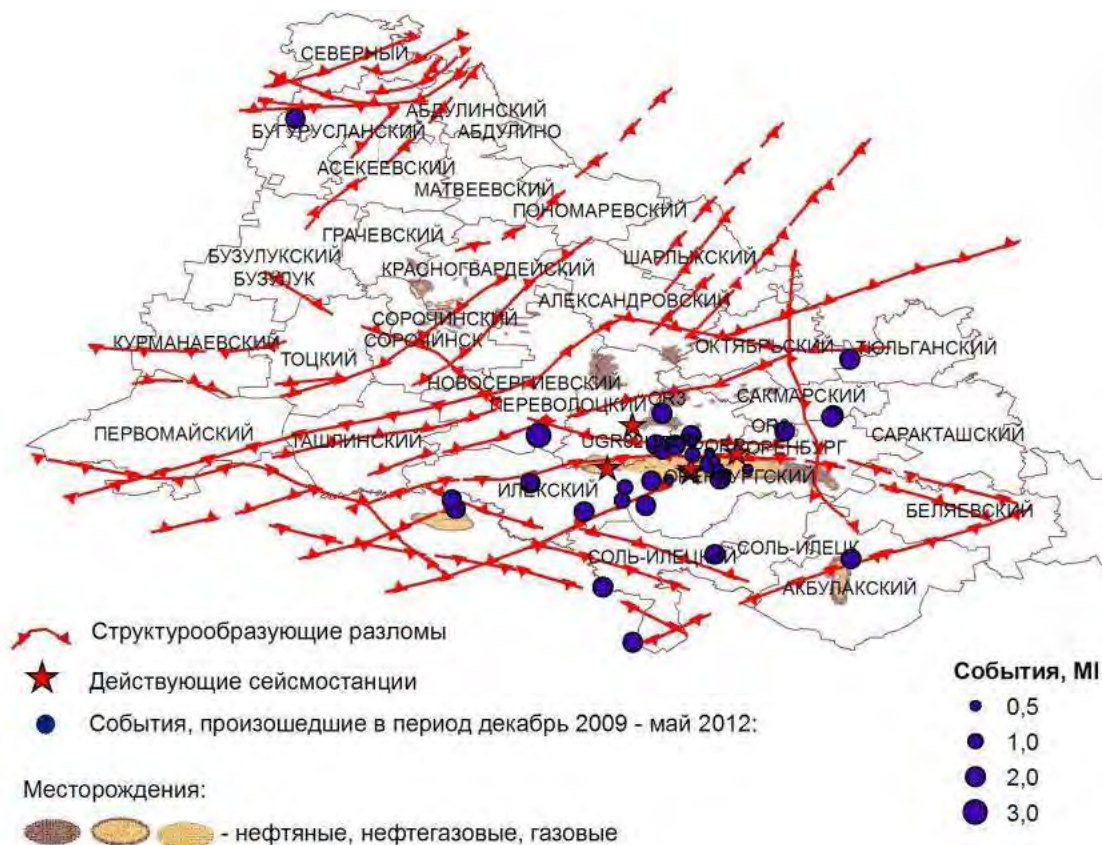 СЕВЕРНЫЙ
АБДУЛИНСКИЙ
БУГУРУСЛАНСКИЙ
АБДУЛИНО
АСЕКЕЕВСКИЙ
МАТВЕЕВСКИЙ
ПОНОМАРЕВСКИЙ
ГРАЧЕВСКИЙ
БУЗУЛУКСКИЙ
БУЗУЛУК
КРАСНОГВАРДЕЙСКИЙ
ШАРЛЫКСКИЙ
АЛЕКСАНДРОВСКИЙ
СОРОЧИНСКИЙ
СОРОЧИНСК
КУРМАНАЕВСКИЙ
ТОЦКИЙ
ОКТЯБРЬСКИЙ
ТЮЛЬГАНСКИЙ
НОВОСЕРГИЕВСКИЙ
ПЕРЕВОЛОЦКИЙ
OR3
САКМАРСКИЙ
ПЕРВОМАЙСКИЙ
ТАШЛИНСКИЙ
САРАКТАШСКИЙ
ОРЕНБУРГ
ИЛЕКСКИЙ
ОРЕНБУРГСКИЙ
БЕЛЯЕВСКИЙ
СОЛЬ-ИЛЕЦКИЙ
СОЛЬ-ИЛЕЦК
АКБУЛАКСКИЙ
Структурообразующие разломы
Действующие сейсмостанции
События, произошедшие в период декабрь 2009 - май 2012:
События, Ml
0,5
1,0
2,0
3,0
Месторождения:
- нефтяные, нефтегазовые, газовые